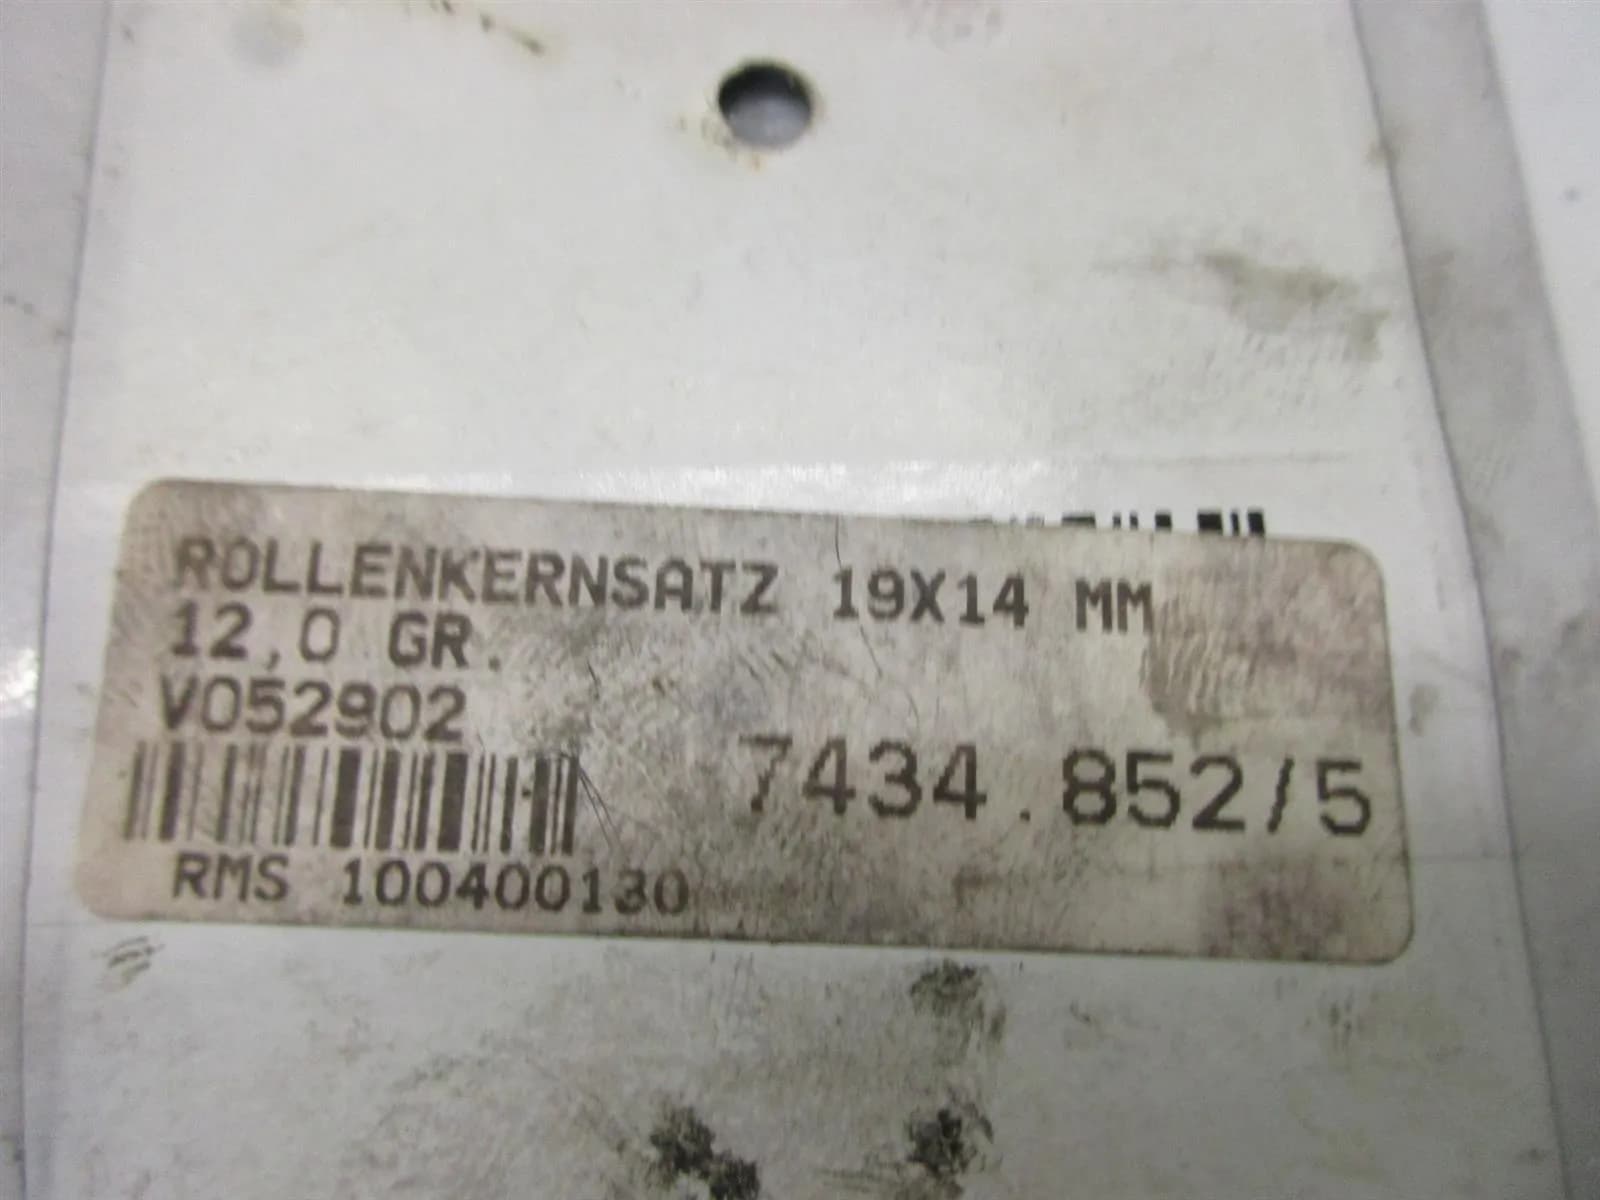 ROLLENKERNSATZ 19X14 MM
12,0 GR.
V052902
7434.852/5
RMS 100400130